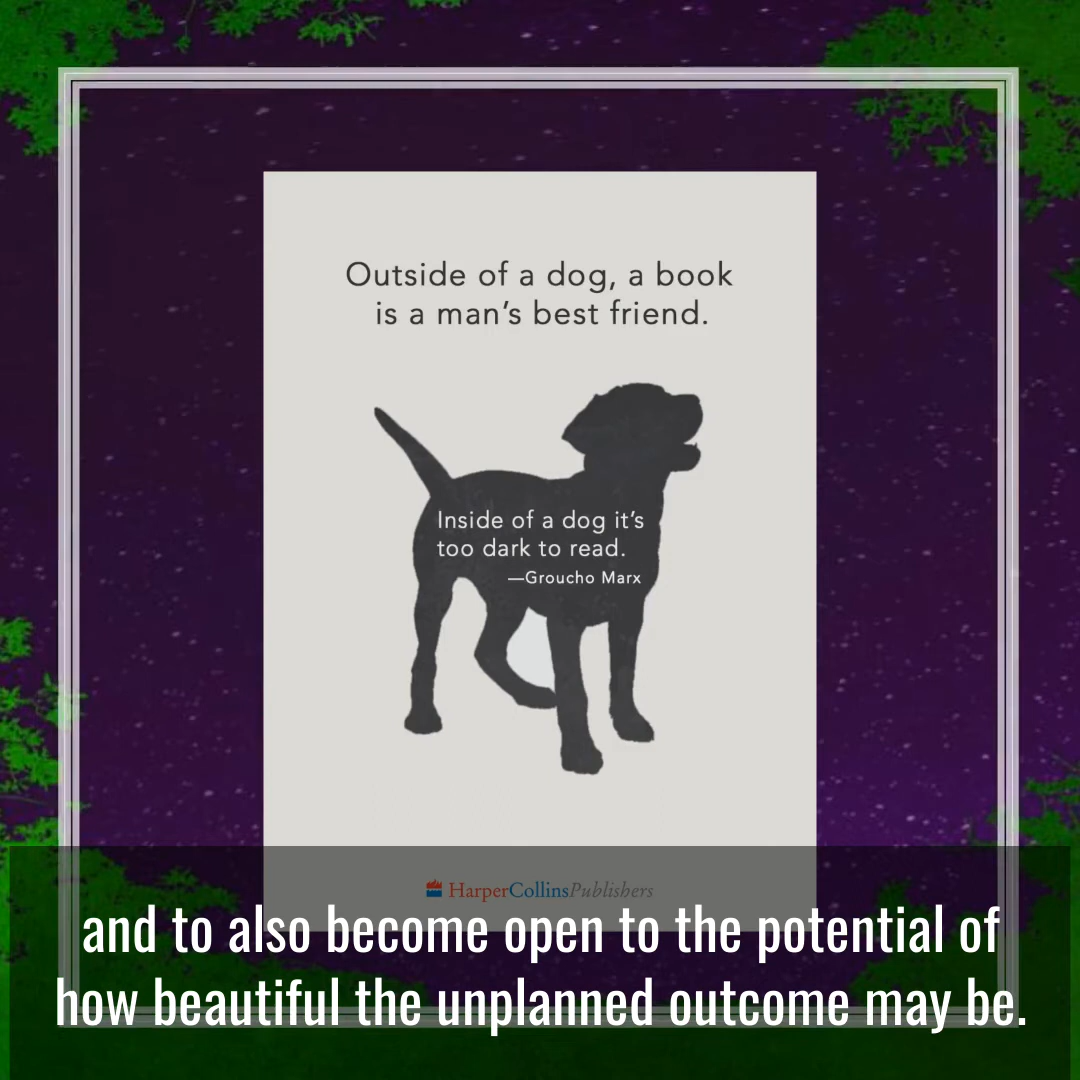 Outside of a dog, a book
is a man’s best friend.
Inside of a dog it’s
too dark to read.
—Groucho Marx
HarperCollinsPublishers
and to also become open to the potential of
how beautiful the unplanned outcome may be.